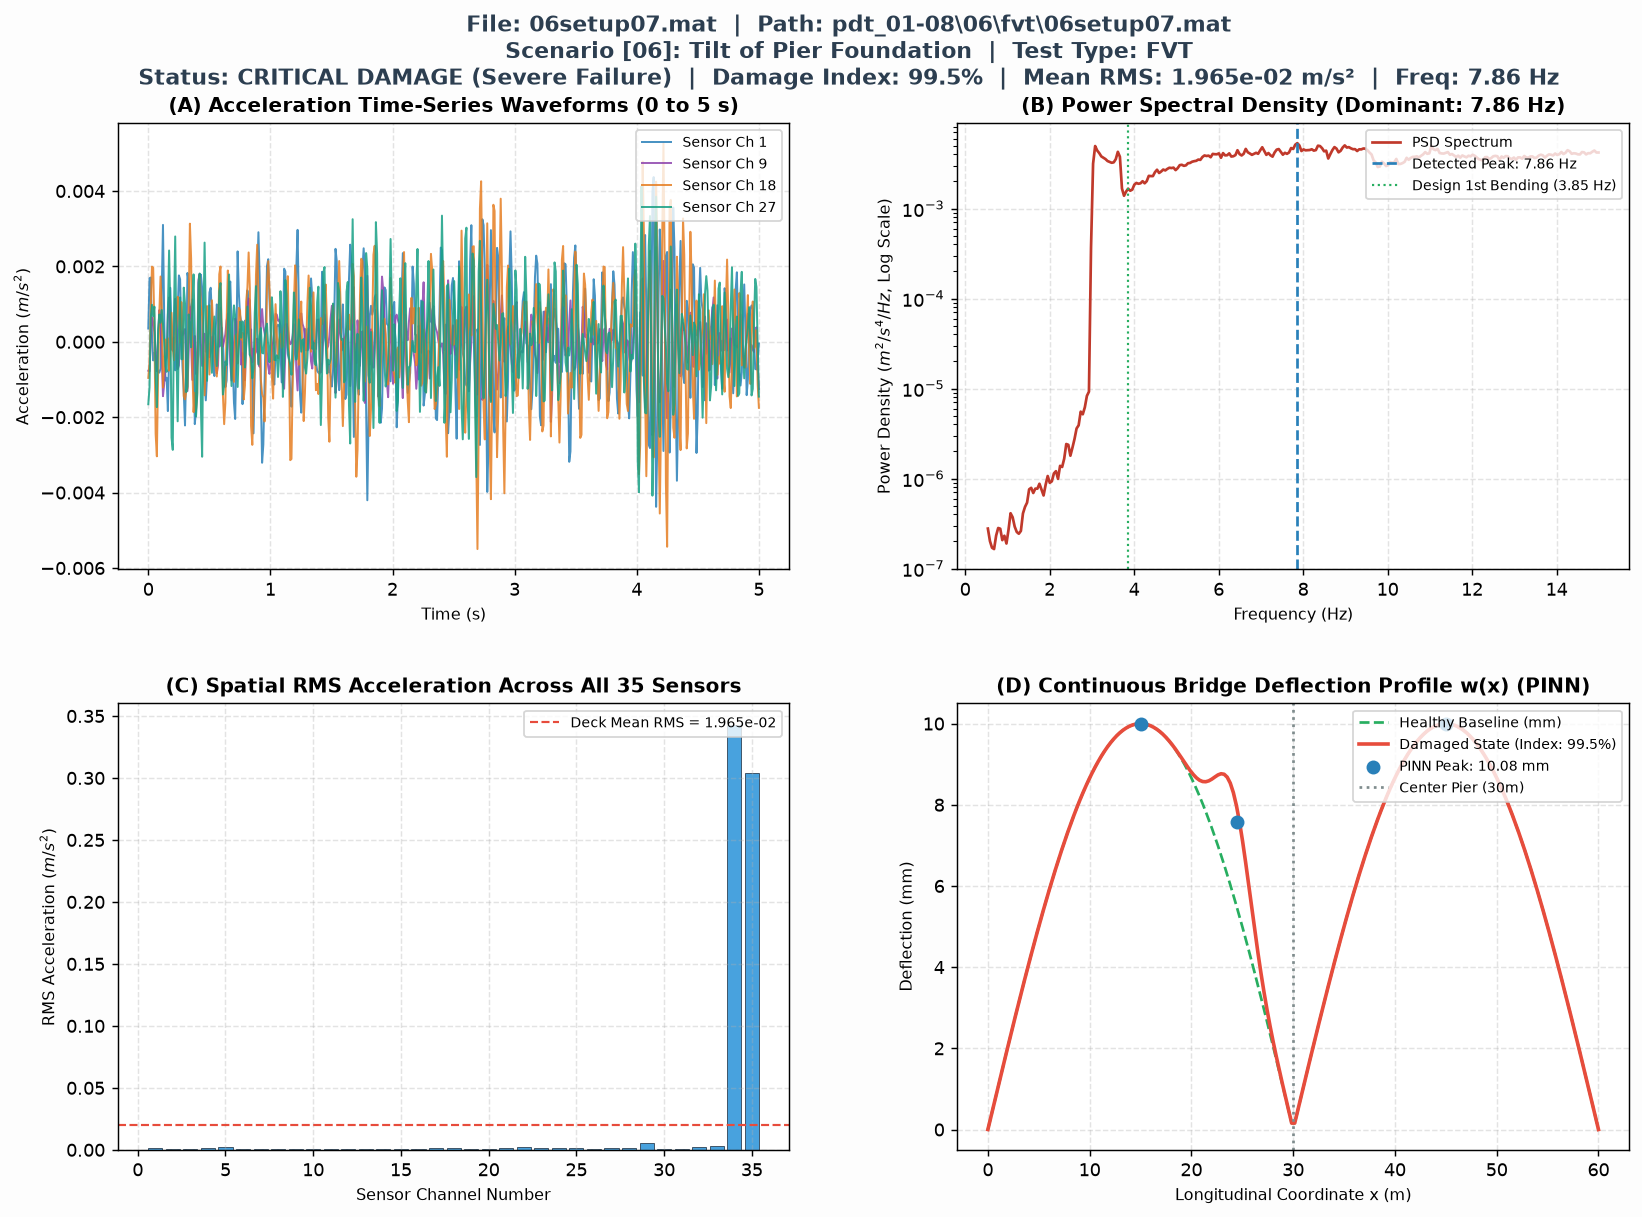 File: 06setup07.mat | Path: pdt_01-08\06\fvt\06setup07.mat
Scenario [06]: Tilt of Pier Foundation | Test Type: FVT
Status: CRITICAL DAMAGE (Severe Failure) | Damage Index: 99.5% | Mean RMS: 1.965e-02 m/s² | Freq: 7.86 Hz
(A) Acceleration Time-Series Waveforms (0 to 5 s)
Sensor Ch 1
Sensor Ch 9
Sensor Ch 18
Sensor Ch 27
0.004
0.002
0.000
−0.002
−0.004
−0.006
Acceleration (m/s²)
0 1 2 3 4 5
Time (s)
(B) Power Spectral Density (Dominant: 7.86 Hz)
PSD Spectrum
Detected Peak: 7.86 Hz
Design 1st Bending (3.85 Hz)
10⁻³
10⁻⁴
10⁻⁵
10⁻⁶
10⁻⁷
Power Density (m²/s⁴/Hz, Log Scale)
0 2 4 6 8 10 12 14
Frequency (Hz)
(C) Spatial RMS Acceleration Across All 35 Sensors
Deck Mean RMS = 1.965e-02
0.35
0.30
0.25
0.20
0.15
0.10
0.05
0.00
RMS Acceleration (m/s²)
0 5 10 15 20 25 30 35
Sensor Channel Number
(D) Continuous Bridge Deflection Profile w(x) (PINN)
Healthy Baseline (mm)
Damaged State (Index: 99.5%)
PINN Peak: 10.08 mm
Center Pier (30m)
10
8
6
4
2
0
Deflection (mm)
0 10 20 30 40 50 60
Longitudinal Coordinate x (m)